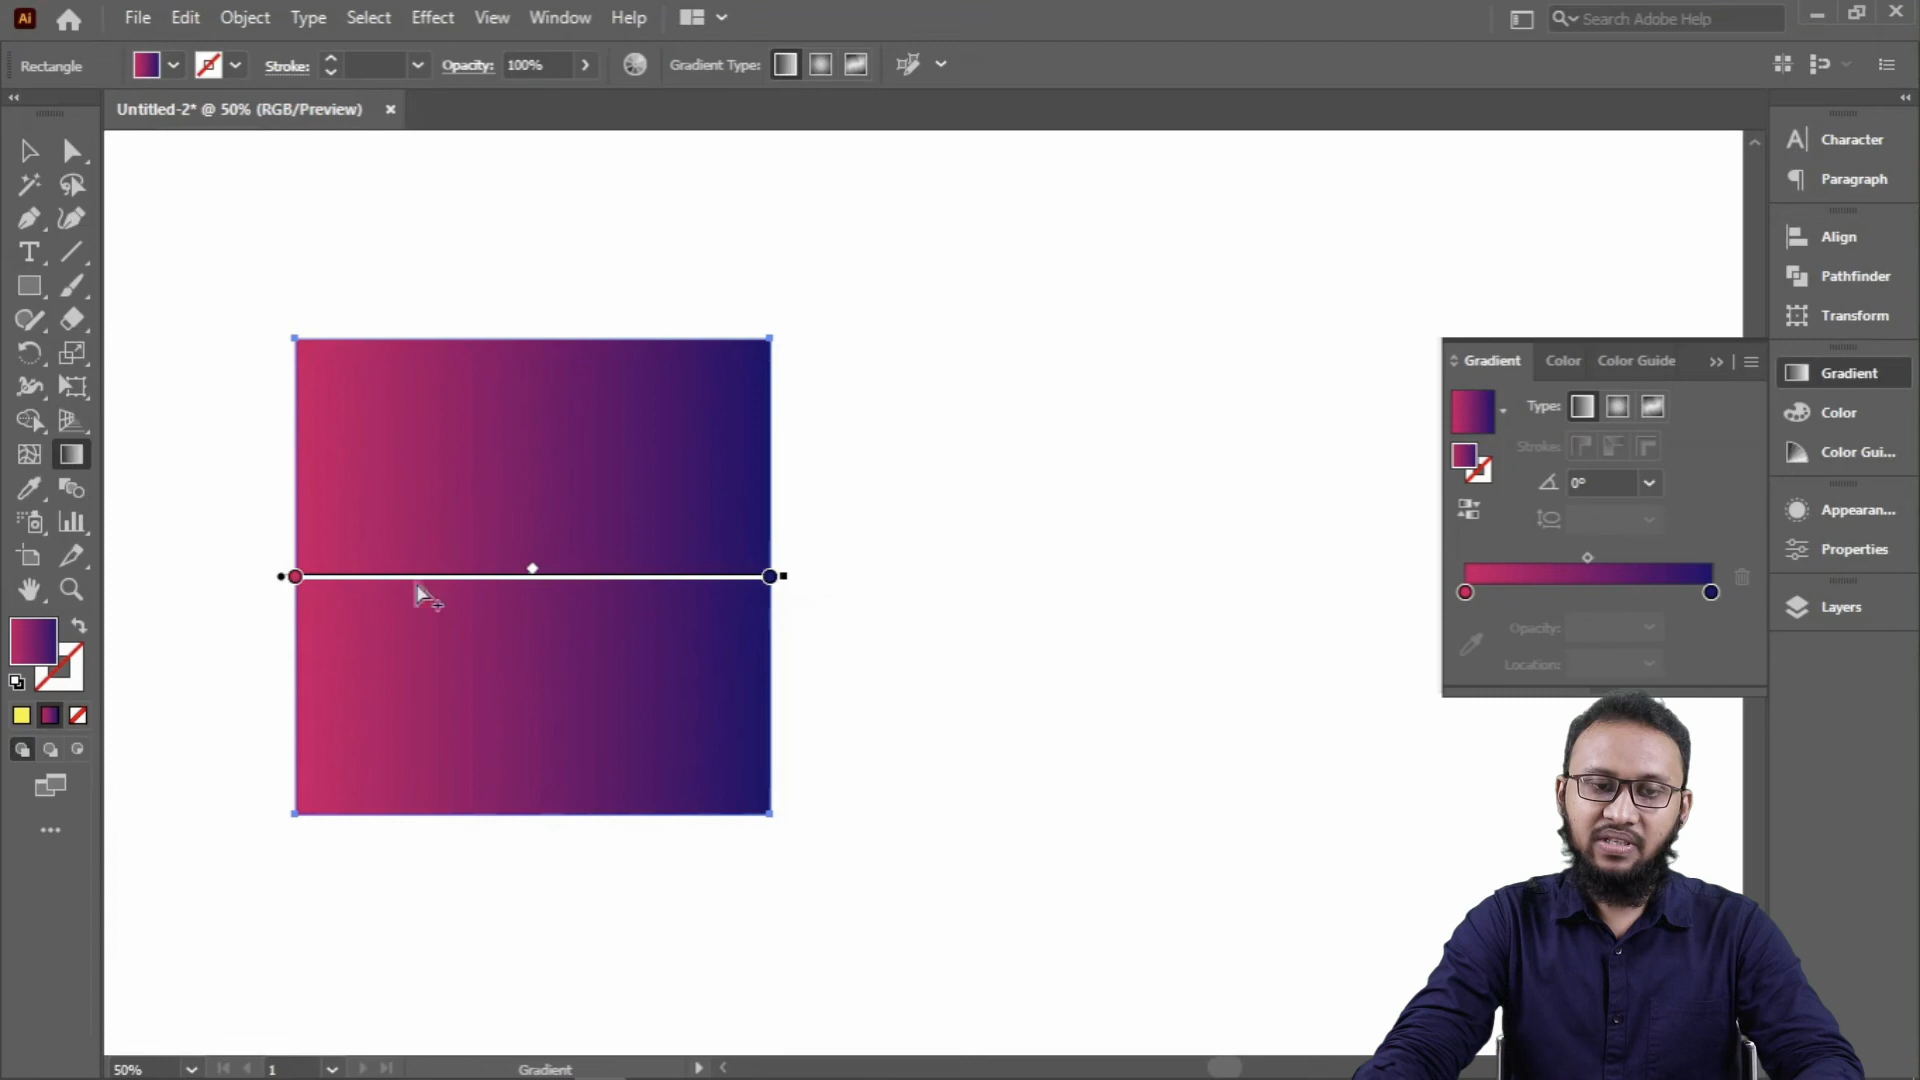 Ai File Edit Object Type Select Effect View Window Help Search Adobe Help
Rectangle Stroke: Opacity: 100% Gradient Type:
Untitled-2* @ 50% (RGB/Preview)
Character
Paragraph
Align
Pathfinder
Transform
Gradient
Color
Color Gui...
Appearan...
Properties
Layers
Gradient Color Color Guide
Type:
Stroke:
0°
Opacity:
Location:
50% 1 Gradient